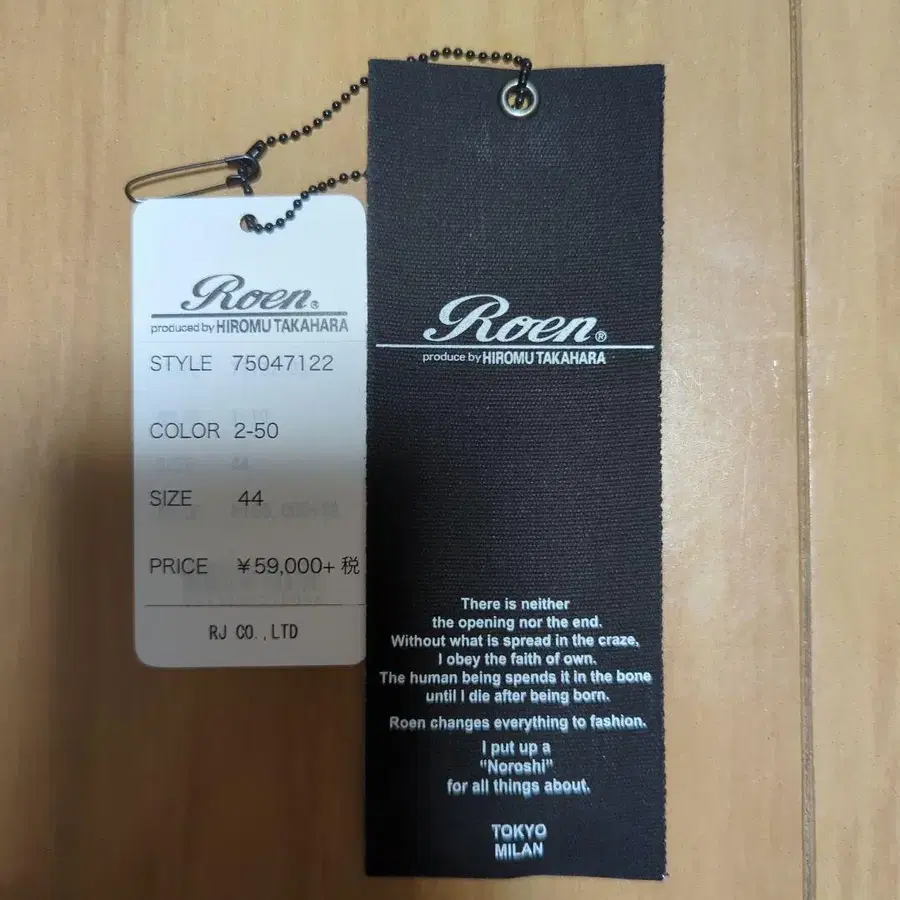 Roen®
produced by HIROMU TAKAHARA
STYLE 75047122
COLOR 2-50
SIZE 44
PRICE ¥59,000+ 税
RJ CO.,LTD
Roen®
produce by HIROMU TAKAHARA
There is neither
the opening nor the end.
Without what is spread in the craze,
I obey the faith of own.
The human being spends it in the bone
until I die after being born.
Roen changes everything to fashion.
I put up a
“Noroshi”
for all things about.
TOKYO
MILAN